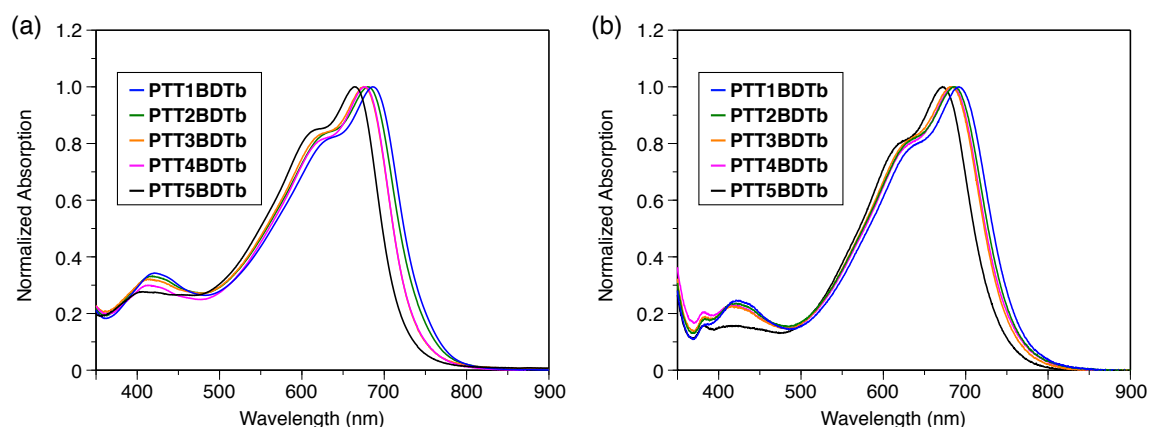 (a)
1.2
1.0
0.8
0.6
0.4
0.2
0
Normalized Absorption
PTT1BDTb
PTT2BDTb
PTT3BDTb
PTT4BDTb
PTT5BDTb
400 500 600 700 800 900
Wavelength (nm)
(b)
1.2
1.0
0.8
0.6
0.4
0.2
0
Normalized Absorption
PTT1BDTb
PTT2BDTb
PTT3BDTb
PTT4BDTb
PTT5BDTb
400 500 600 700 800 900
Wavelength (nm)